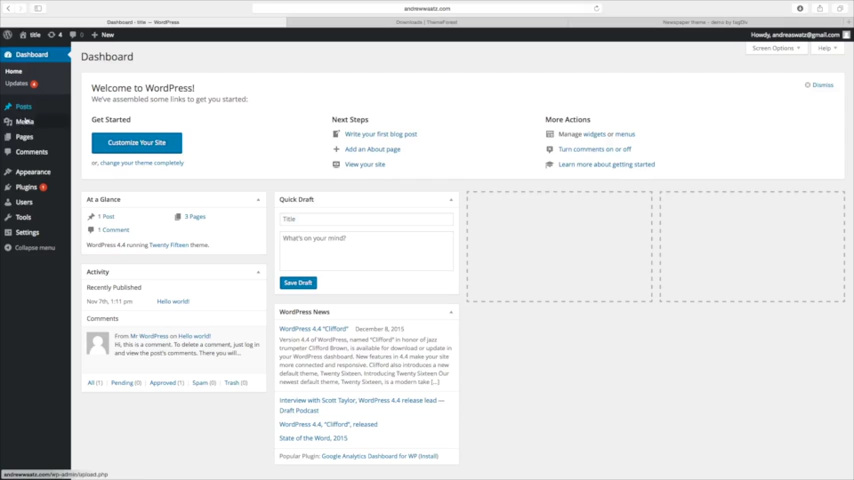 andrewwaatz.com
Dashboard ‹ title — WordPress
Downloads | ThemeForest
Newspaper theme - demo by tagDiv
title
4
0
New
Howdy, andreaswatz@gmail.com
Dashboard
Home
Updates
Posts
Media
Pages
Comments
Appearance
Plugins
Users
Tools
Settings
Collapse menu
Dashboard
Screen Options
Help
Welcome to WordPress!
We've assembled some links to get you started:
Dismiss
Get Started
Customize Your Site
or, change your theme completely
Next Steps
Write your first blog post
Add an About page
View your site
More Actions
Manage widgets or menus
Turn comments on or off
Learn more about getting started
At a Glance
1 Post
3 Pages
1 Comment
WordPress 4.4 running Twenty Fifteen theme.
Activity
Recently Published
Nov 7th, 1:11 pm Hello world!
Comments
From Mr WordPress on Hello world!
Hi, this is a comment. To delete a comment, just log in
and view the post's comments. There you will...
All (1) | Pending (0) | Approved (1) | Spam (0) | Trash (0)
Quick Draft
Title
What's on your mind?
Save Draft
WordPress News
WordPress 4.4 "Clifford" December 8, 2015
Version 4.4 of WordPress, named "Clifford" in honor of jazz
trumpeter Clifford Brown, is available for download or update in
your WordPress dashboard. New features in 4.4 make your site
more connected and responsive. Clifford also introduces a new
default theme, Twenty Sixteen. Introducing Twenty Sixteen Our
newest default theme, Twenty Sixteen, is a modern take [...]
Interview with Scott Taylor, WordPress 4.4 release lead —
Draft Podcast
WordPress 4.4, "Clifford", released
State of the Word, 2015
Popular Plugin: Google Analytics Dashboard for WP (Install)
andrewwaatz.com/wp-admin/upload.php